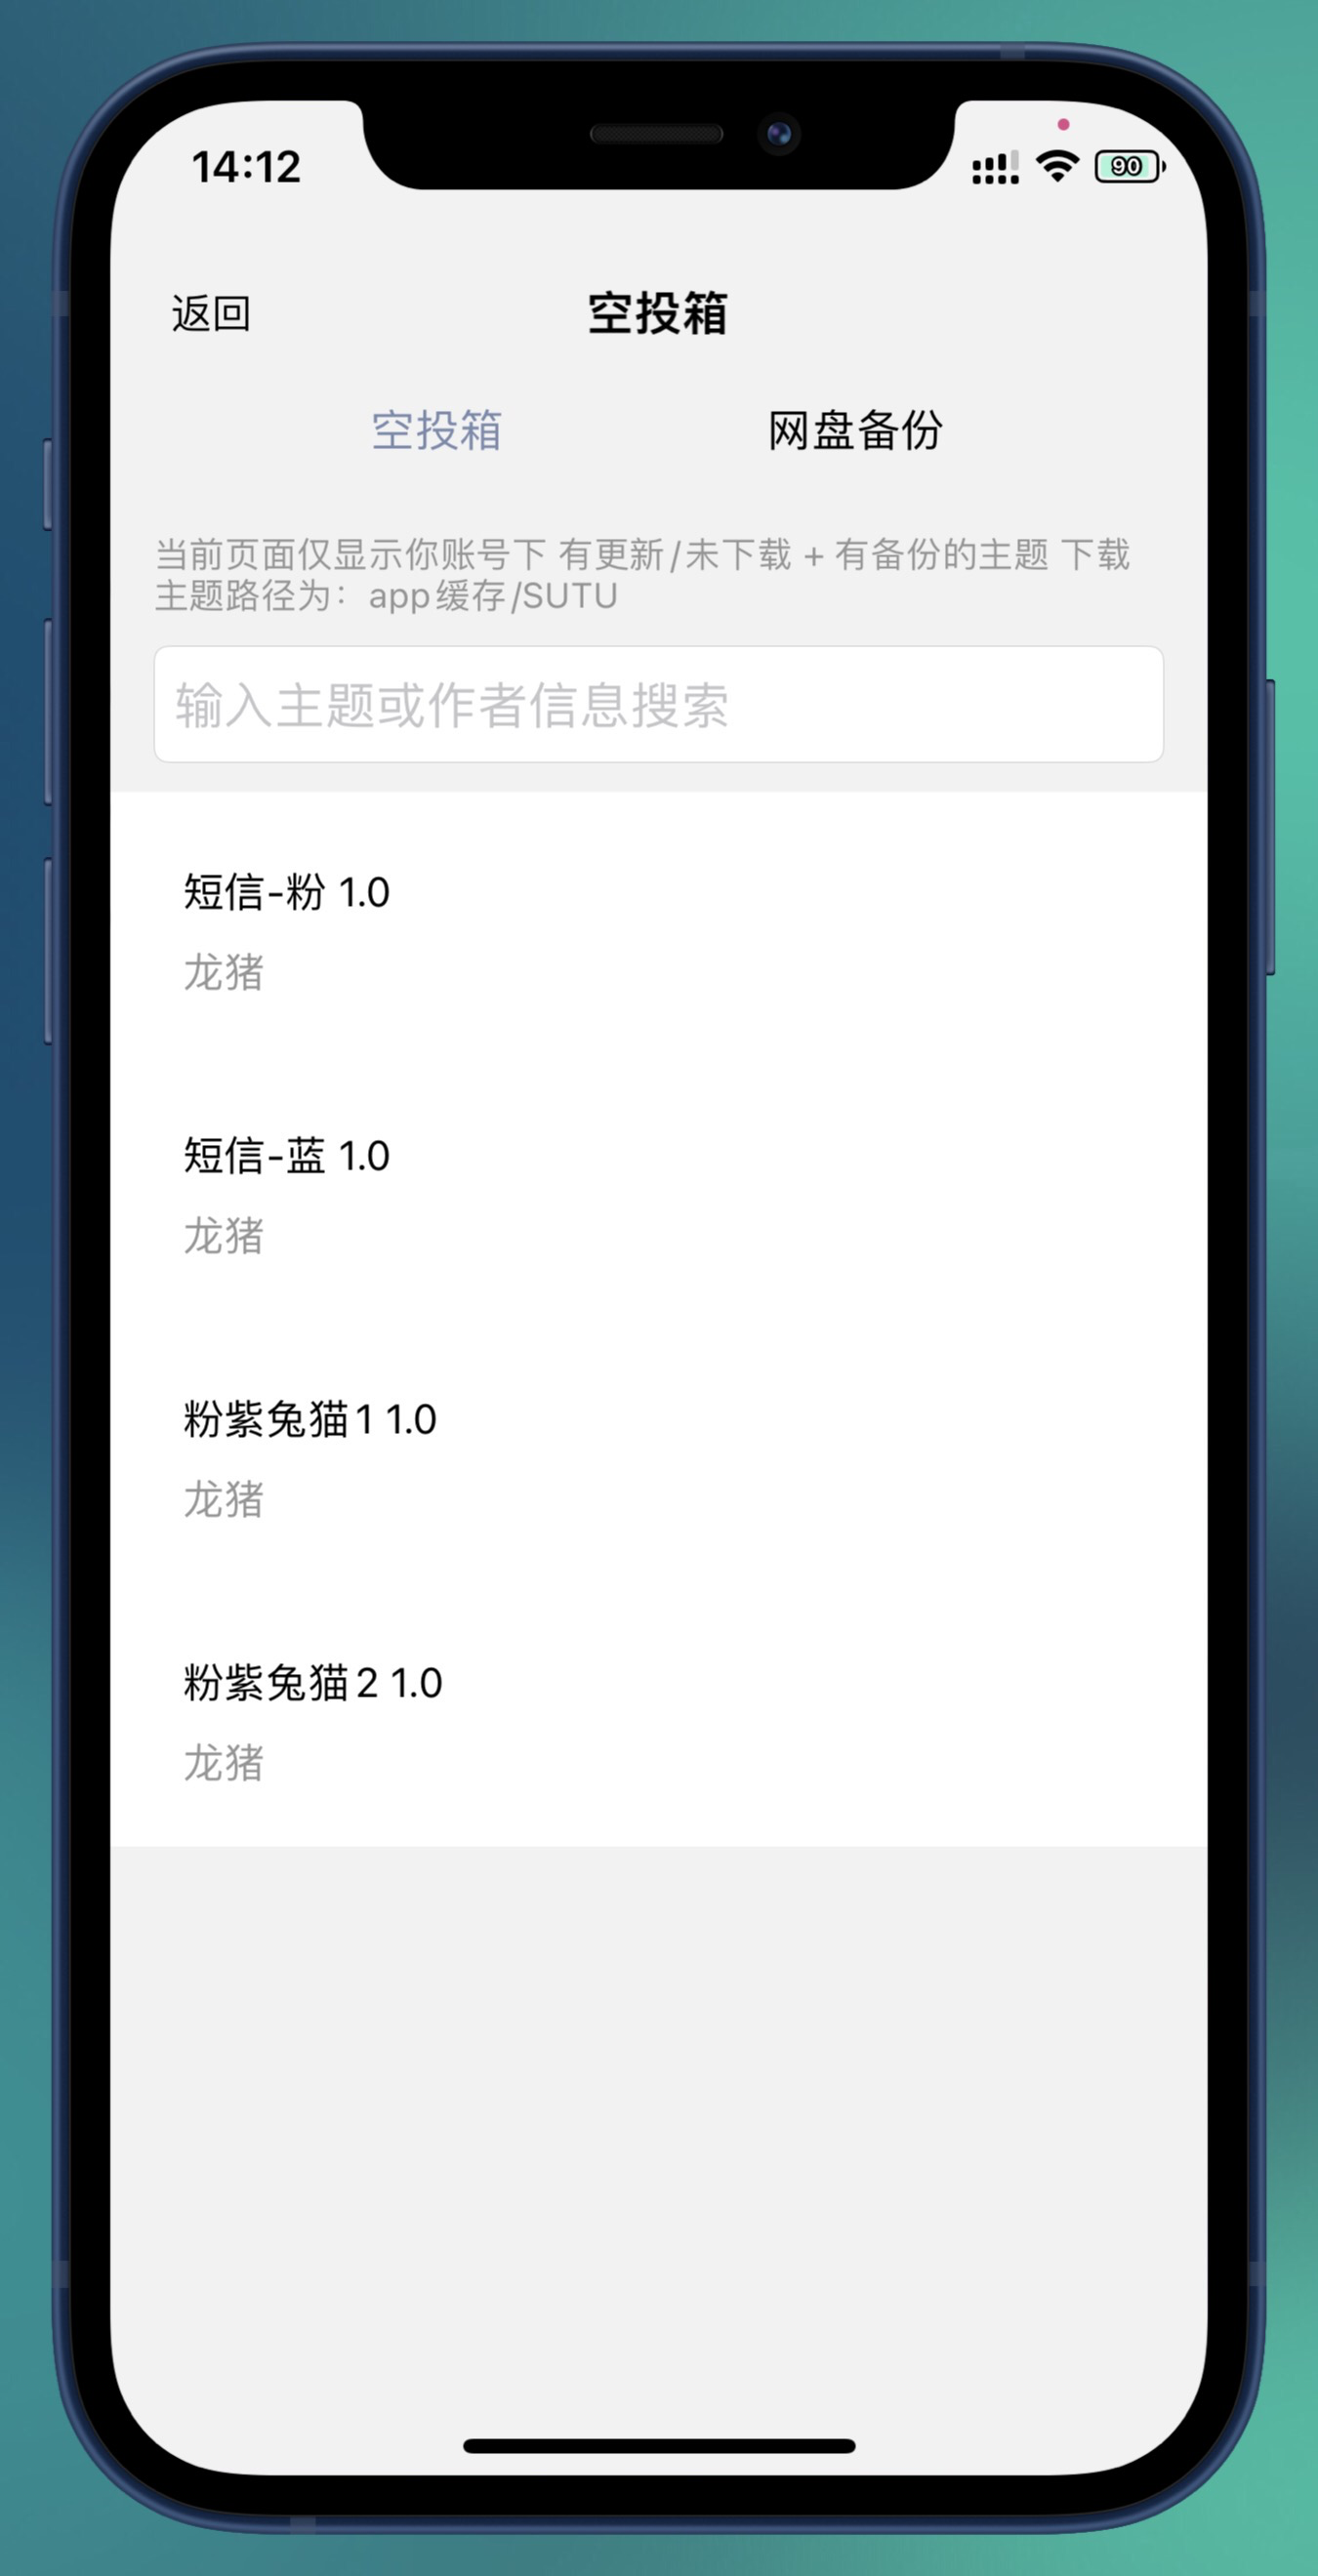 14:12
90
返回
空投箱
空投箱
网盘备份
当前页面仅显示你账号下 有更新/未下载 + 有备份的主题 下载
主题路径为：app缓存/SUTU
输入主题或作者信息搜索
短信-粉 1.0
龙猪
短信-蓝 1.0
龙猪
粉紫兔猫1 1.0
龙猪
粉紫兔猫2 1.0
龙猪